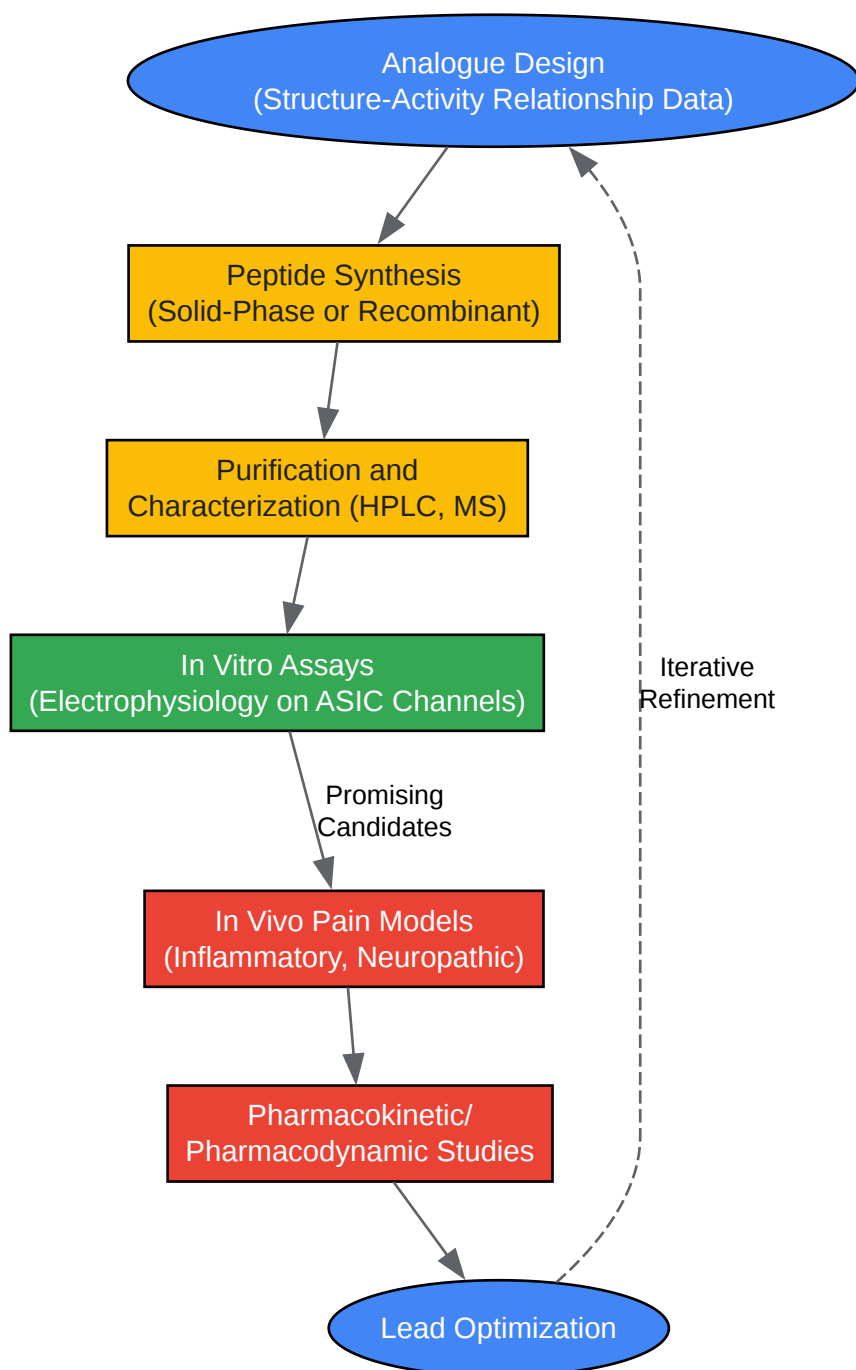 Analogue Design
(Structure-Activity Relationship Data)
Peptide Synthesis
(Solid-Phase or Recombinant)
Purification and
Characterization (HPLC, MS)
In Vitro Assays
(Electrophysiology on ASIC Channels)
Iterative
Refinement
Promising
Candidates
In Vivo Pain Models
(Inflammatory, Neuropathic)
Pharmacokinetic/
Pharmacodynamic Studies
Lead Optimization